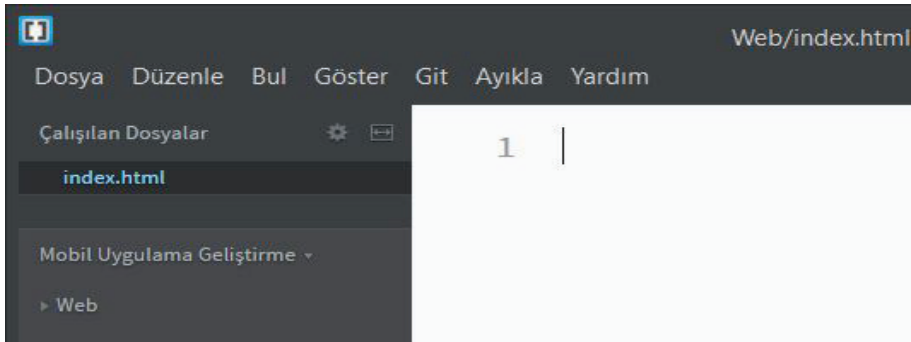 Web/index.html
Dosya Düzenle Bul Göster Git Ayıkla Yardım
Çalışılan Dosyalar
index.html
1
Mobil Uygulama Geliştirme
Web